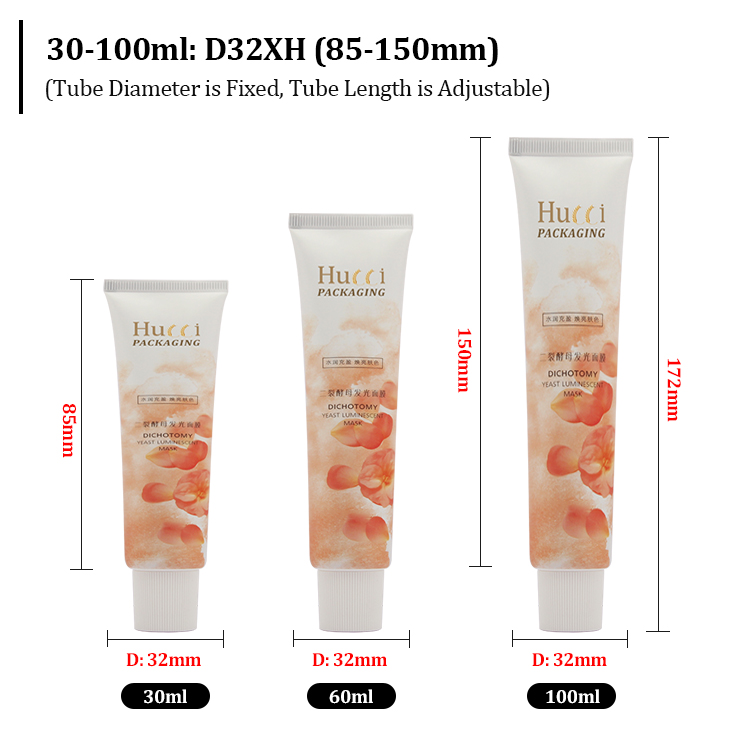 30-100ml: D32XH (85-150mm)
(Tube Diameter is Fixed, Tube Length is Adjustable)
Hucci
PACKAGING
水润充盈 焕亮肤色
二裂酵母发光面膜
DICHOTOMY
YEAST LUMINESCENT
MASK
85mm
D: 32mm
30ml
Hucci
PACKAGING
水润充盈 焕亮肤色
二裂酵母发光面膜
DICHOTOMY
YEAST LUMINESCENT
MASK
D: 32mm
60ml
Hucci
PACKAGING
水润充盈 焕亮肤色
二裂酵母发光面膜
DICHOTOMY
YEAST LUMINESCENT
MASK
150mm
172mm
D: 32mm
100ml